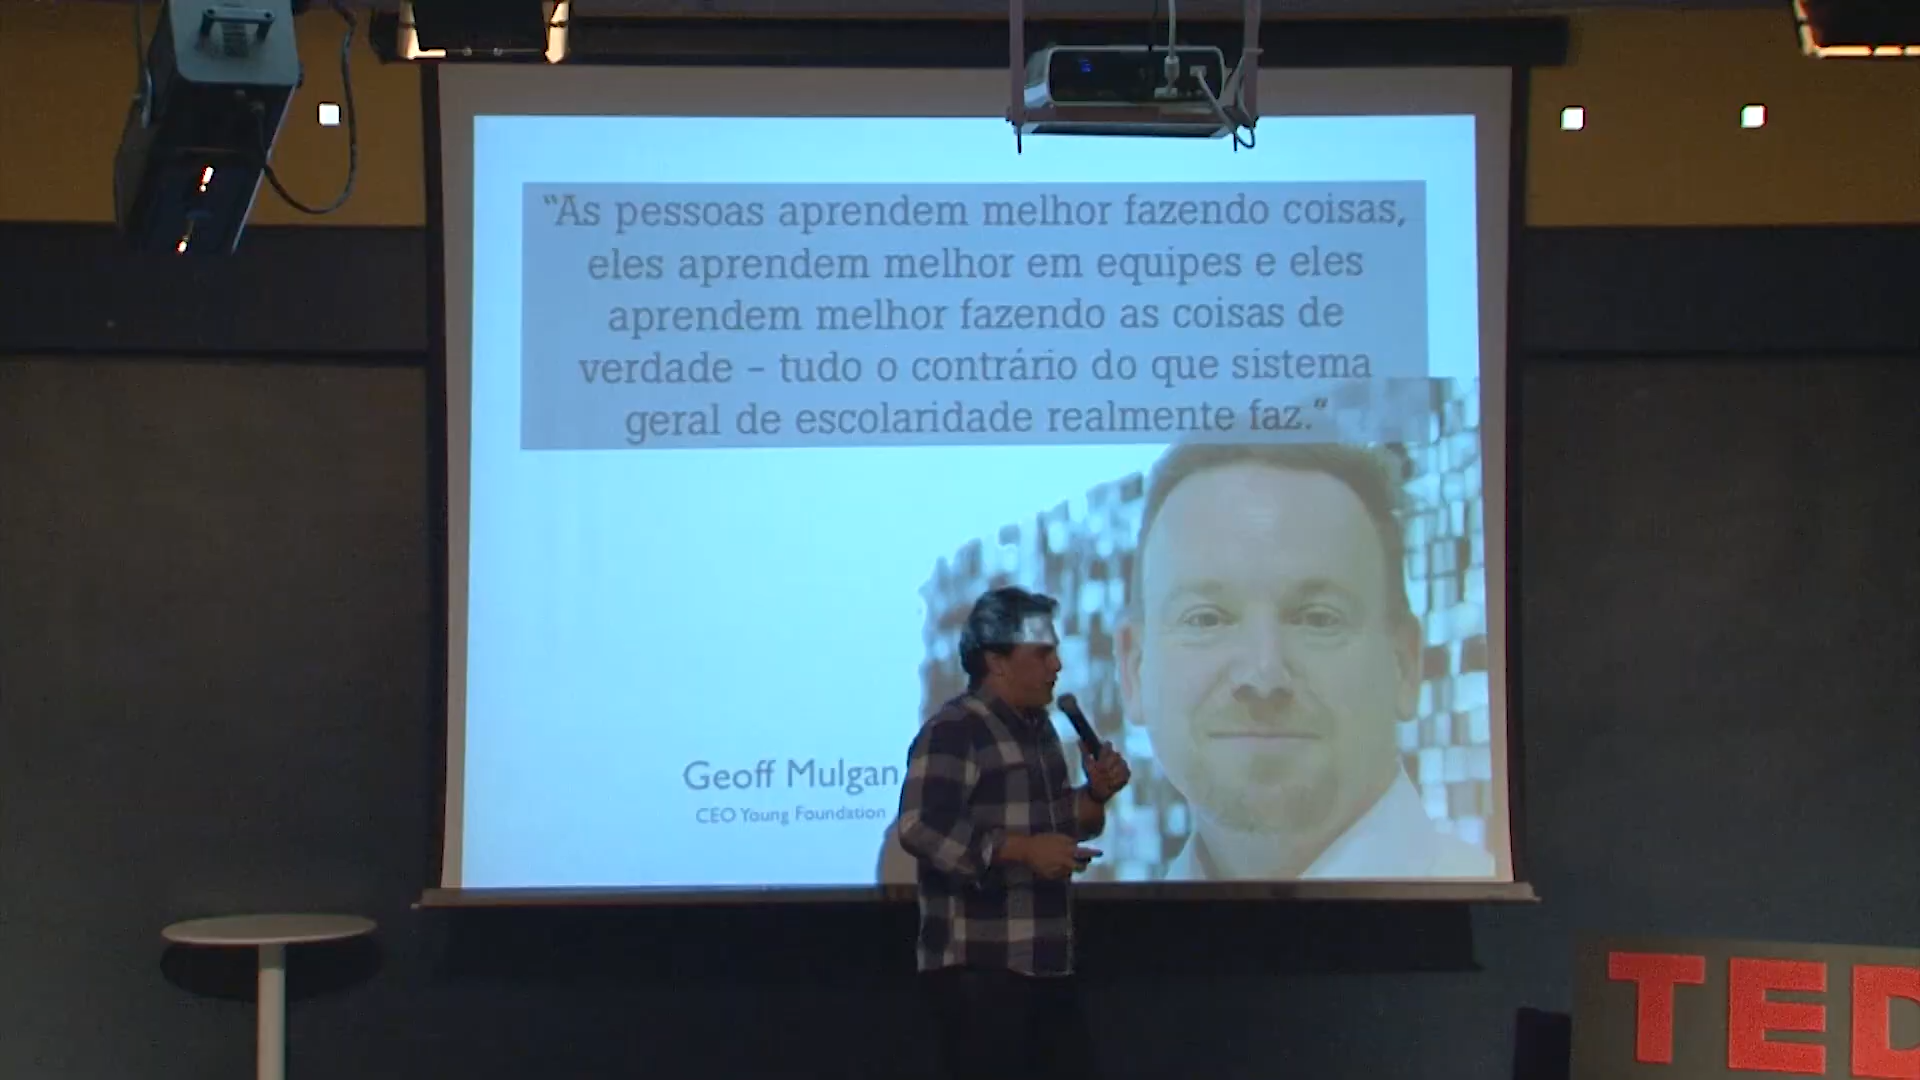 “As pessoas aprendem melhor fazendo coisas,
eles aprendem melhor em equipes e eles
aprendem melhor fazendo as coisas de
verdade – tudo o contrário do que sistema
geral de escolaridade realmente faz.“
Geoff Mulgan
CEO Young Foundation
TED